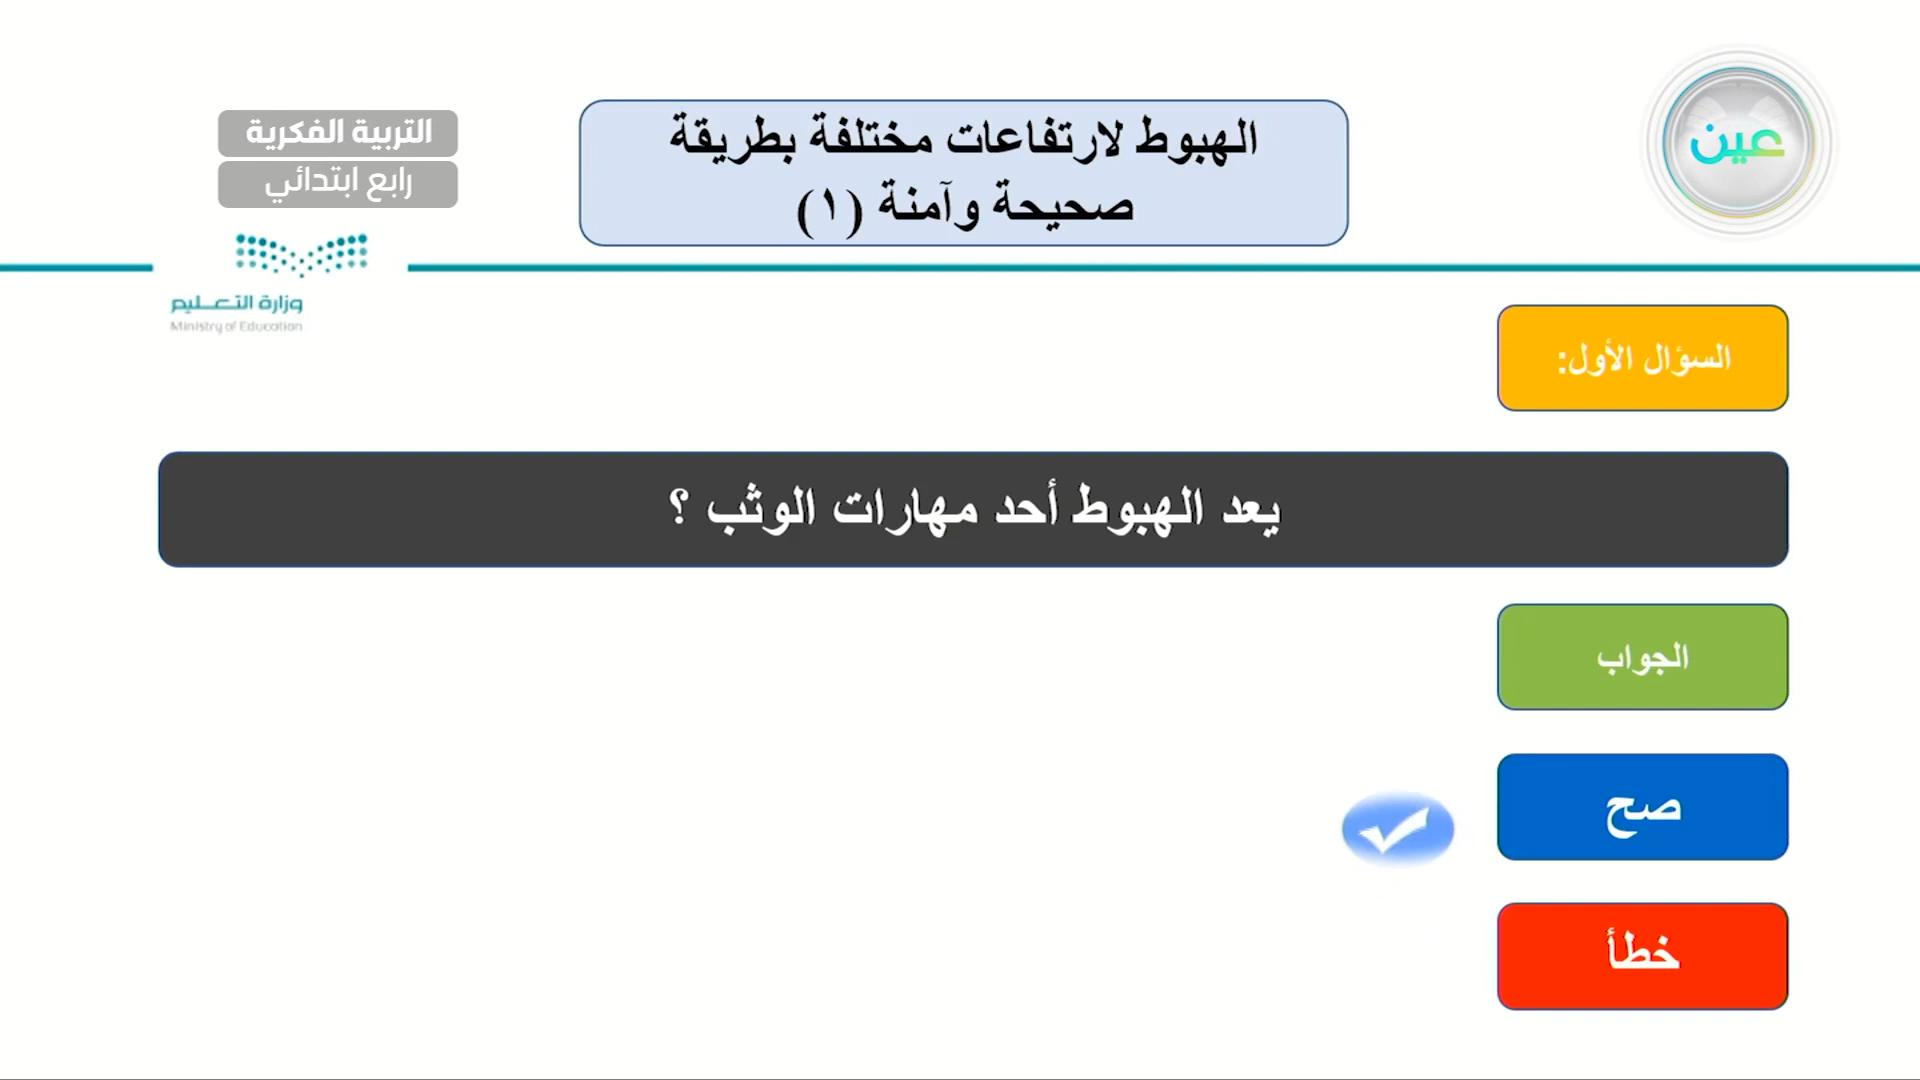 عين
الهبوط لارتفاعات مختلفة بطريقة
صحيحة وآمنة (١)
التربية الفكرية
رابع ابتدائي
وزارة التعليم
Ministry of Education
السؤال الأول:
يعد الهبوط أحد مهارات الوثب ؟
الجواب
صح
خطأ